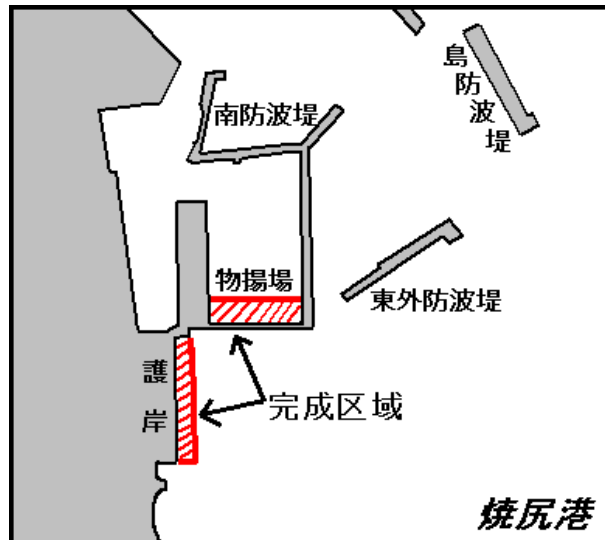 島防波堤
南防波堤
物揚場
東外防波堤
護岸
完成区域
焼尻港